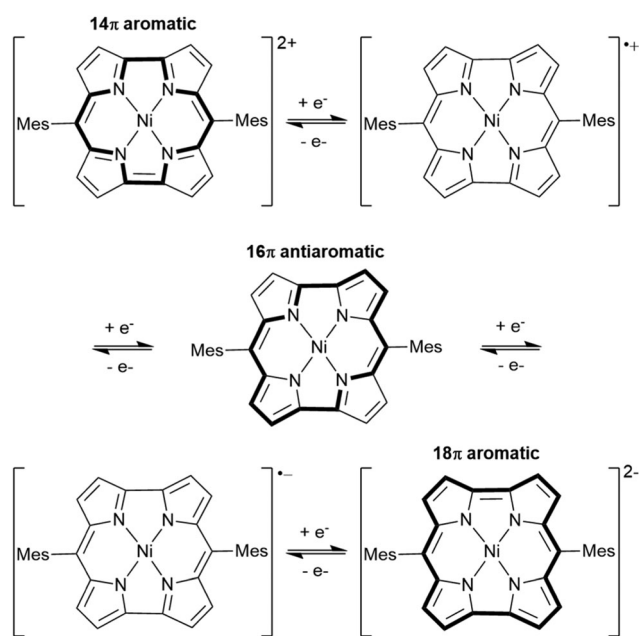 14π aromatic
2+
N N
Mes Ni Mes
N N
+ e⁻
- e-
•+
N N
Mes Ni Mes
N N
16π antiaromatic
+ e⁻
- e-
N N
Mes Ni Mes
N N
+ e⁻
- e-
•–
N N
Mes Ni Mes
N N
+ e⁻
- e-
18π aromatic
2-
N N
Mes Ni Mes
N N